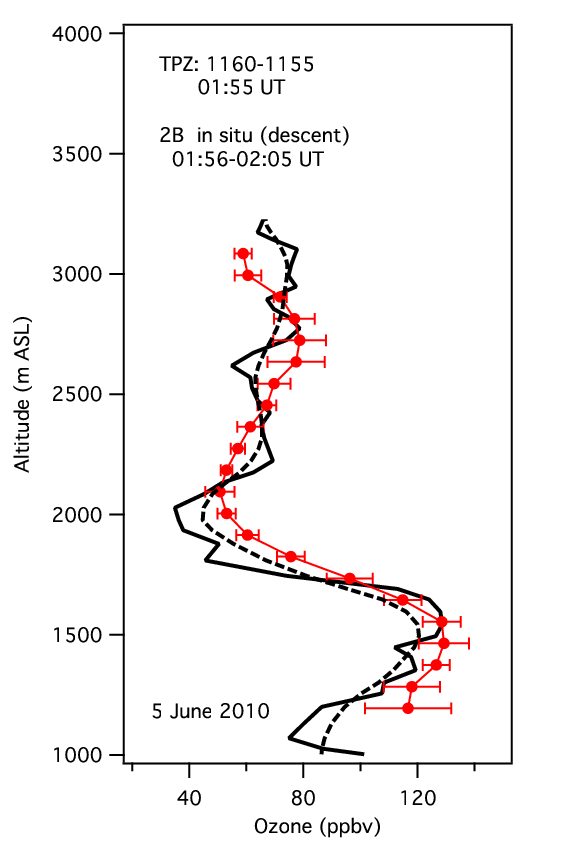 4000
TPZ: 1160-1155
01:55 UT
2B in situ (descent)
01:56-02:05 UT
3500
3000
2500
2000
1500
1000
Altitude (m ASL)
5 June 2010
40 80 120
Ozone (ppbv)